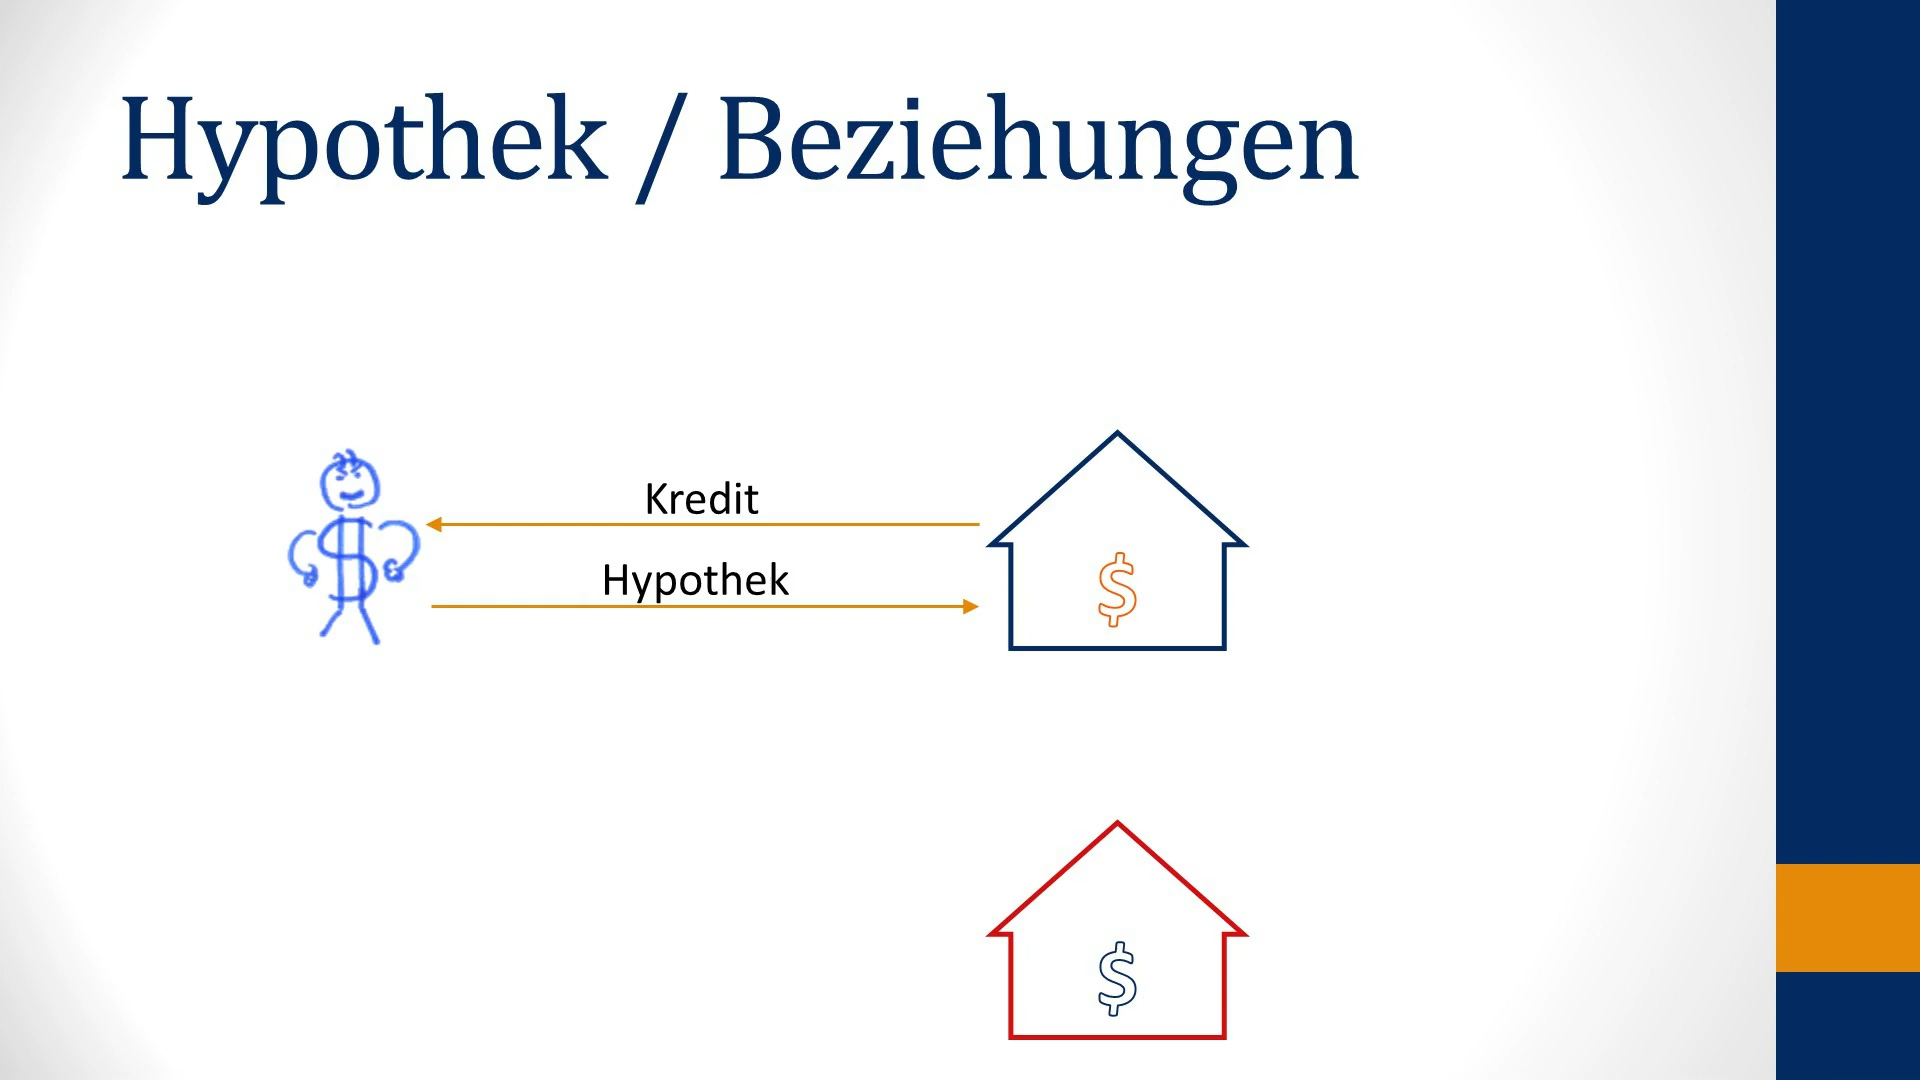 Hypothek / Beziehungen
Kredit
Hypothek
$
$
$